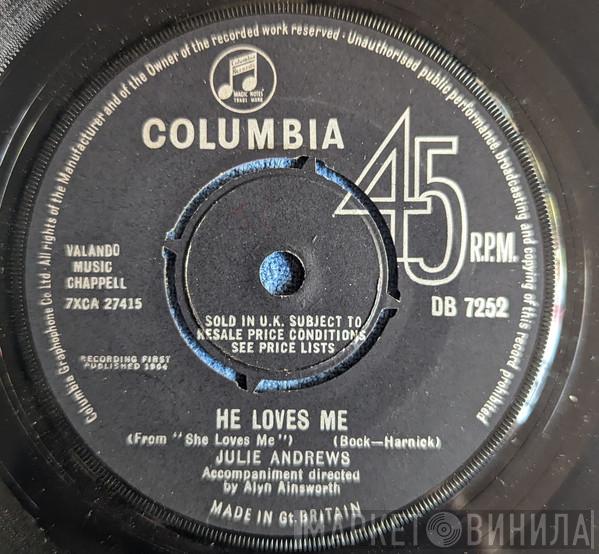 Columbia Graphophone Co Ltd · All rights of the Manufacturer and of the Owner of the recorded work reserved · Unauthorised public performance, broadcasting and copying of this record prohibited
MAGIC NOTES
TRADE MARK
COLUMBIA
45
R.P.M.
VALANDO
MUSIC
CHAPPELL
7XCA 27415
DB 7252
SOLD IN U.K. SUBJECT TO
RESALE PRICE CONDITIONS
SEE PRICE LISTS
RECORDING FIRST
PUBLISHED 1964
HE LOVES ME
(From "She Loves Me") (Bock—Harnick)
JULIE ANDREWS
Accompaniment directed
by Alyn Ainsworth
MADE IN Gt. BRITAIN
МАРКЕТ ВИНИЛА